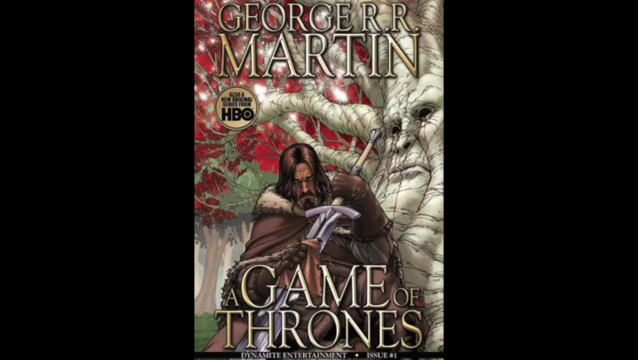 GEORGE R.R.
MARTIN
ALSO A
NEW ORIGINAL
SERIES FROM
HBO
A GAME OF
THRONES
DYNAMITE ENTERTAINMENT • ISSUE #1